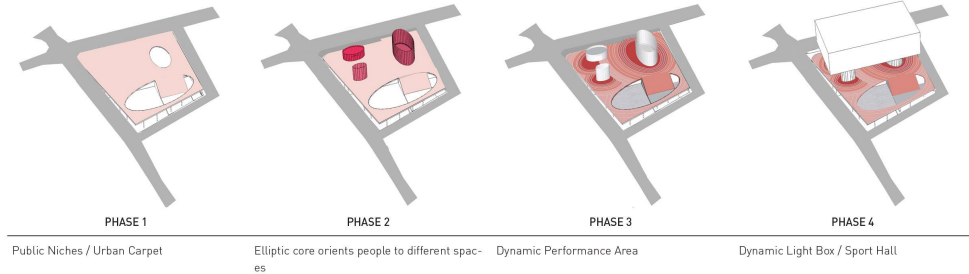 PHASE 1
PHASE 2
PHASE 3
PHASE 4
Public Niches / Urban Carpet
Elliptic core orients people to different spac-
es
Dynamic Performance Area
Dynamic Light Box / Sport Hall